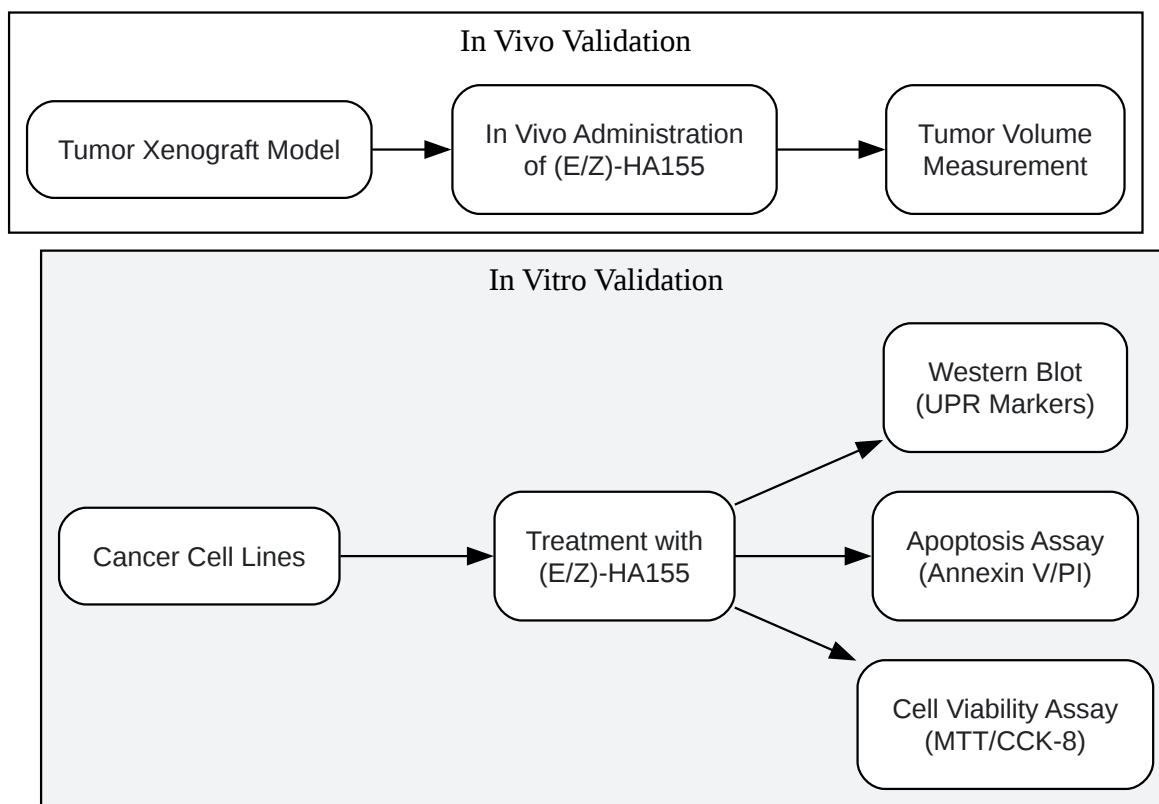 In Vivo Validation
Tumor Xenograft Model
In Vivo Administration
of (E/Z)-HA155
Tumor Volume
Measurement
In Vitro Validation
Western Blot
(UPR Markers)
Cancer Cell Lines
Treatment with
(E/Z)-HA155
Apoptosis Assay
(Annexin V/PI)
Cell Viability Assay
(MTT/CCK-8)